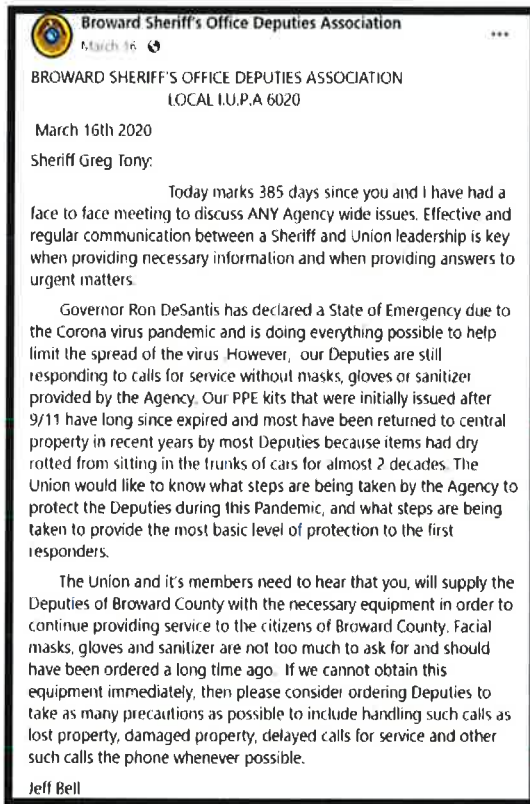 Broward Sheriff's Office Deputies Association
March 16
BROWARD SHERIFF'S OFFICE DEPUTIES ASSOCIATION
LOCAL I.U.P.A 6020
March 16th 2020
Sheriff Greg Tony:
Today marks 385 days since you and I have had a
face to face meeting to discuss ANY Agency wide issues. Effective and
regular communication between a Sheriff and Union leadership is key
when providing necessary information and when providing answers to
urgent matters.
Governor Ron DeSantis has declared a State of Emergency due to
the Corona virus pandemic and is doing everything possible to help
limit the spread of the virus. However, our Deputies are still
responding to calls for service without masks, gloves or sanitizer
provided by the Agency. Our PPE kits that were initially issued after
9/11 have long since expired and most have been returned to central
property in recent years by most Deputies because items had dry
rotted from sitting in the trunks of cars for almost 2 decades. The
Union would like to know what steps are being taken by the Agency to
protect the Deputies during this Pandemic, and what steps are being
taken to provide the most basic level of protection to the first
responders.
The Union and it's members need to hear that you, will supply the
Deputies of Broward County with the necessary equipment in order to
continue providing service to the citizens of Broward County. Facial
masks, gloves and sanitizer are not too much to ask for and should
have been ordered a long time ago. If we cannot obtain this
equipment immediately, then please consider ordering Deputies to
take as many precautions as possible to include handling such calls as
lost property, damaged property, delayed calls for service and other
such calls the phone whenever possible.
Jeff Bell